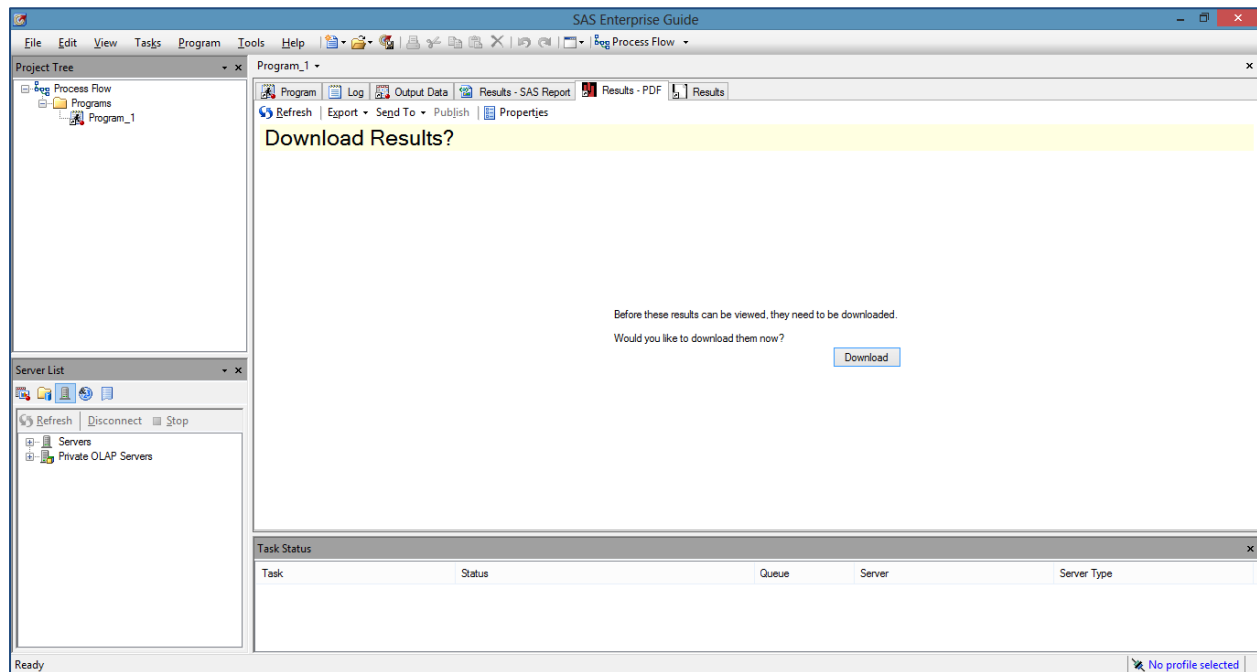 SAS Enterprise Guide
File Edit View Tasks Program Tools Help Process Flow
Project Tree
Process Flow
Programs
Program_1
Program_1
Program Log Output Data Results - SAS Report Results - PDF Results
Refresh Export Send To Publish Properties
Download Results?
Before these results can be viewed, they need to be downloaded.
Would you like to download them now?
Download
Server List
Refresh Disconnect Stop
Servers
Private OLAP Servers
Task Status
Task Status Queue Server Server Type
Ready
No profile selected